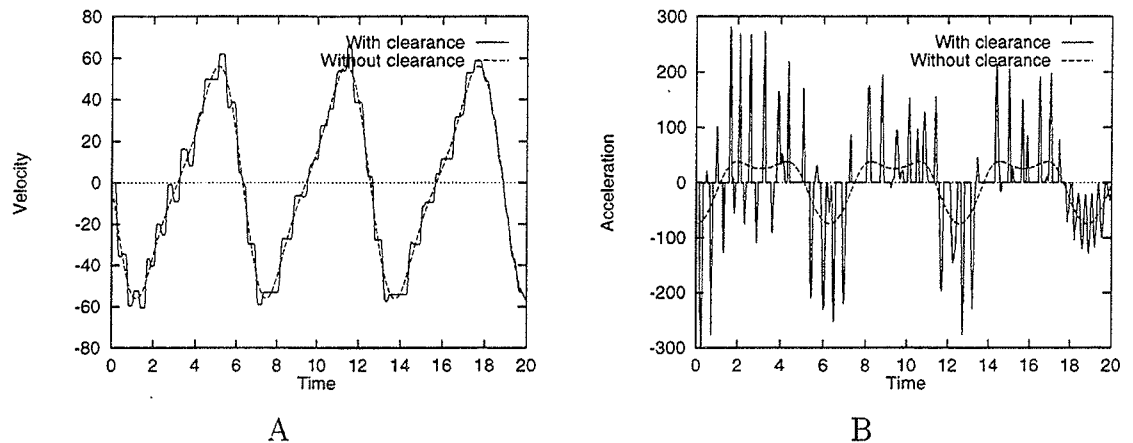 80
60
40
20
0
-20
-40
-60
-80
Velocity
With clearance
Without clearance
0 2 4 6 8 10 12 14 16 18 20
Time
A
300
200
100
0
-100
-200
-300
Acceleration
With clearance
Without clearance
0 2 4 6 8 10 12 14 16 18 20
Time
B